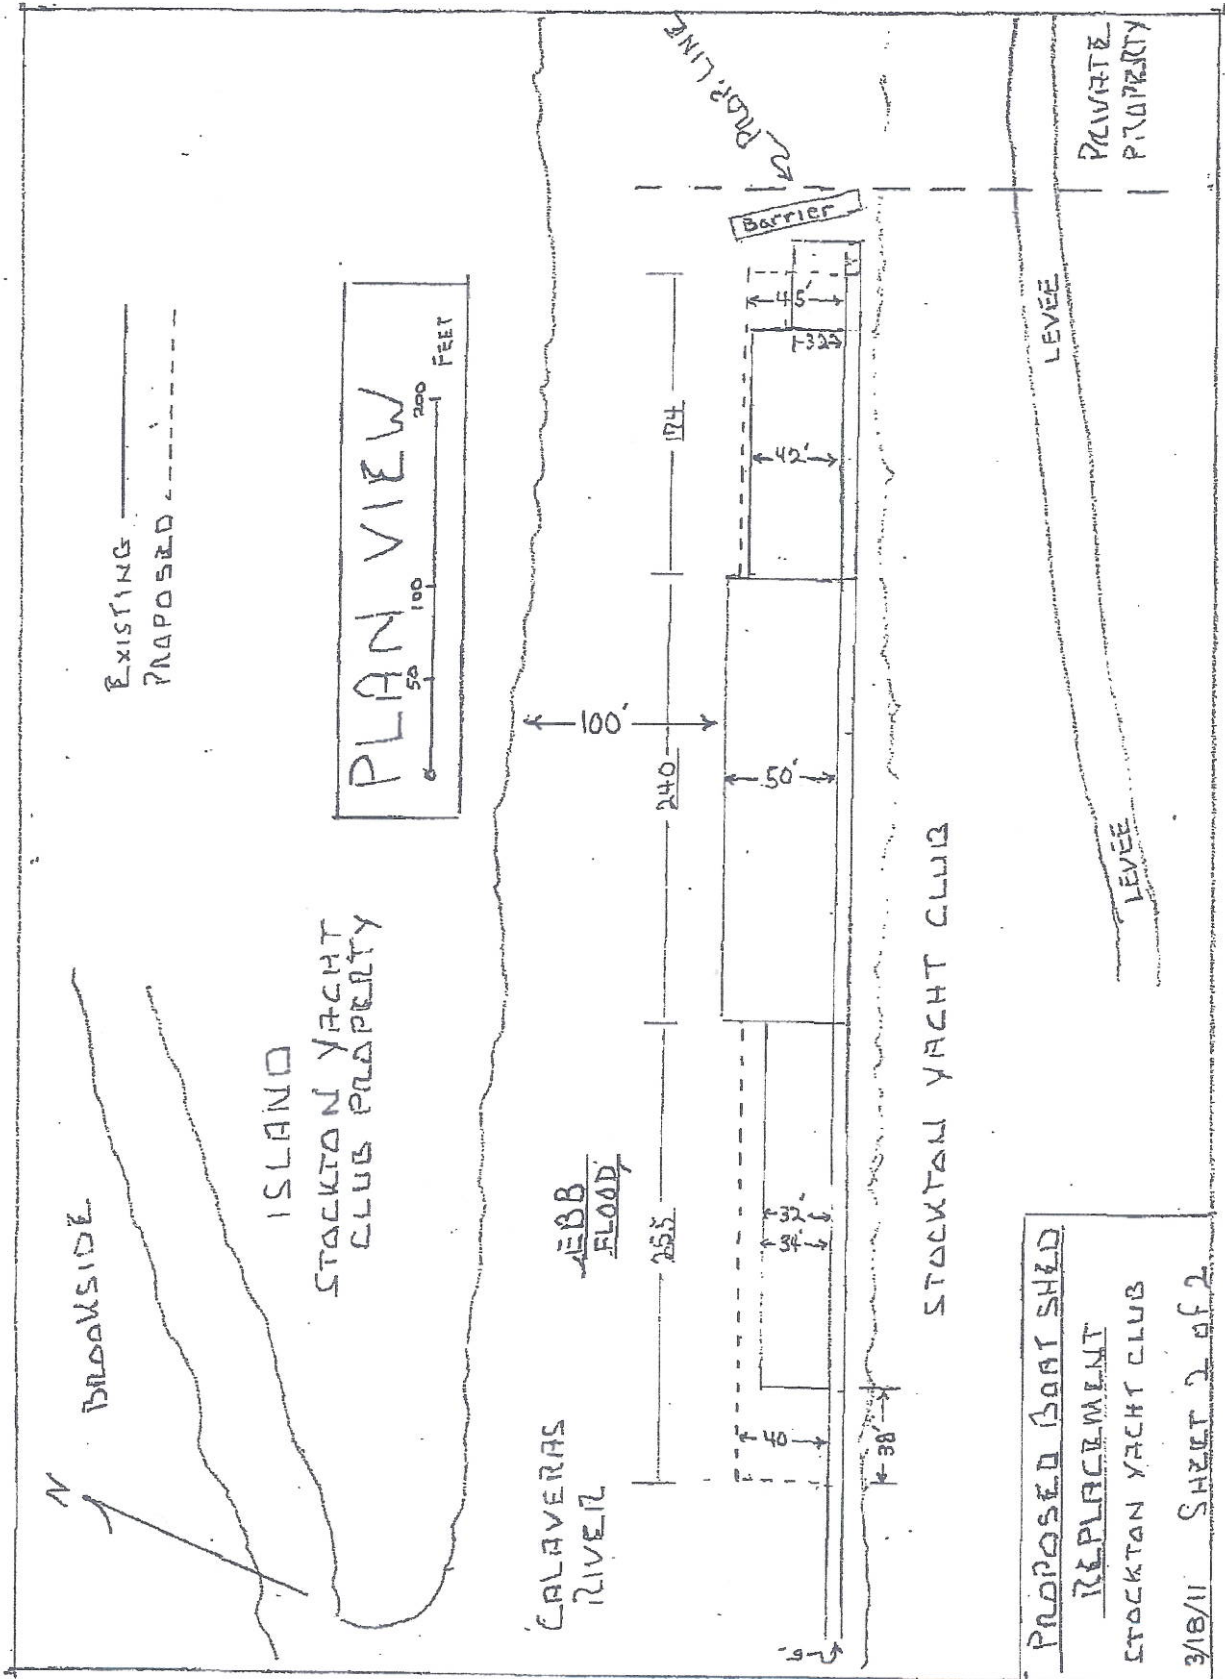 EXISTING
PROPOSED
PLAN VIEW
50
100
200
FEET
BROOKSIDE
N
ISLAND
STOCKTON YACHT
CLUB PROPERTY
CALAVERAS
RIVER
EBB
FLOOD
PROP. LINE
Barrier
255
240
174
100'
50'
42'
45'
32'
32'
40
38'
STOCKTON YACHT CLUB
LEVEE
LEVEE
PRIVATE
PROPERTY
PROPOSED BOAT SHED
REPLACEMENT
STOCKTON YACHT CLUB
3/18/11 SHEET 2 of 2